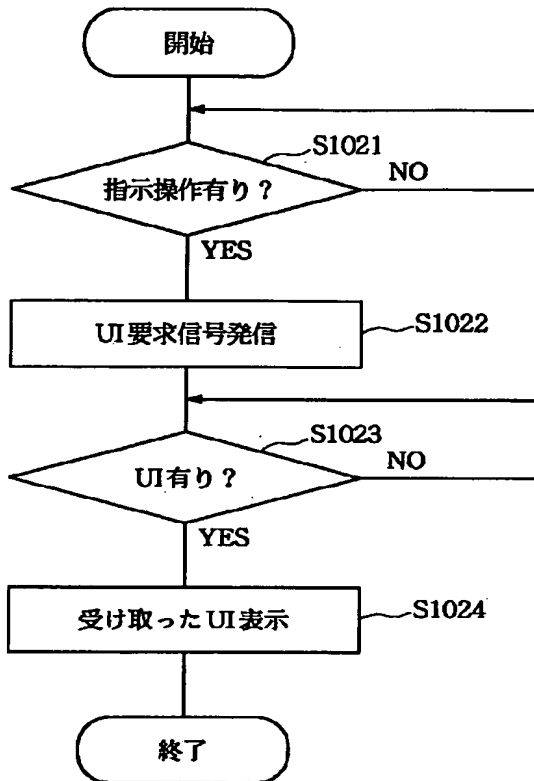 開始
S1021
指示操作有り？
NO
YES
UI要求信号発信
S1022
S1023
UI有り？
NO
YES
受け取ったUI表示
S1024
終了